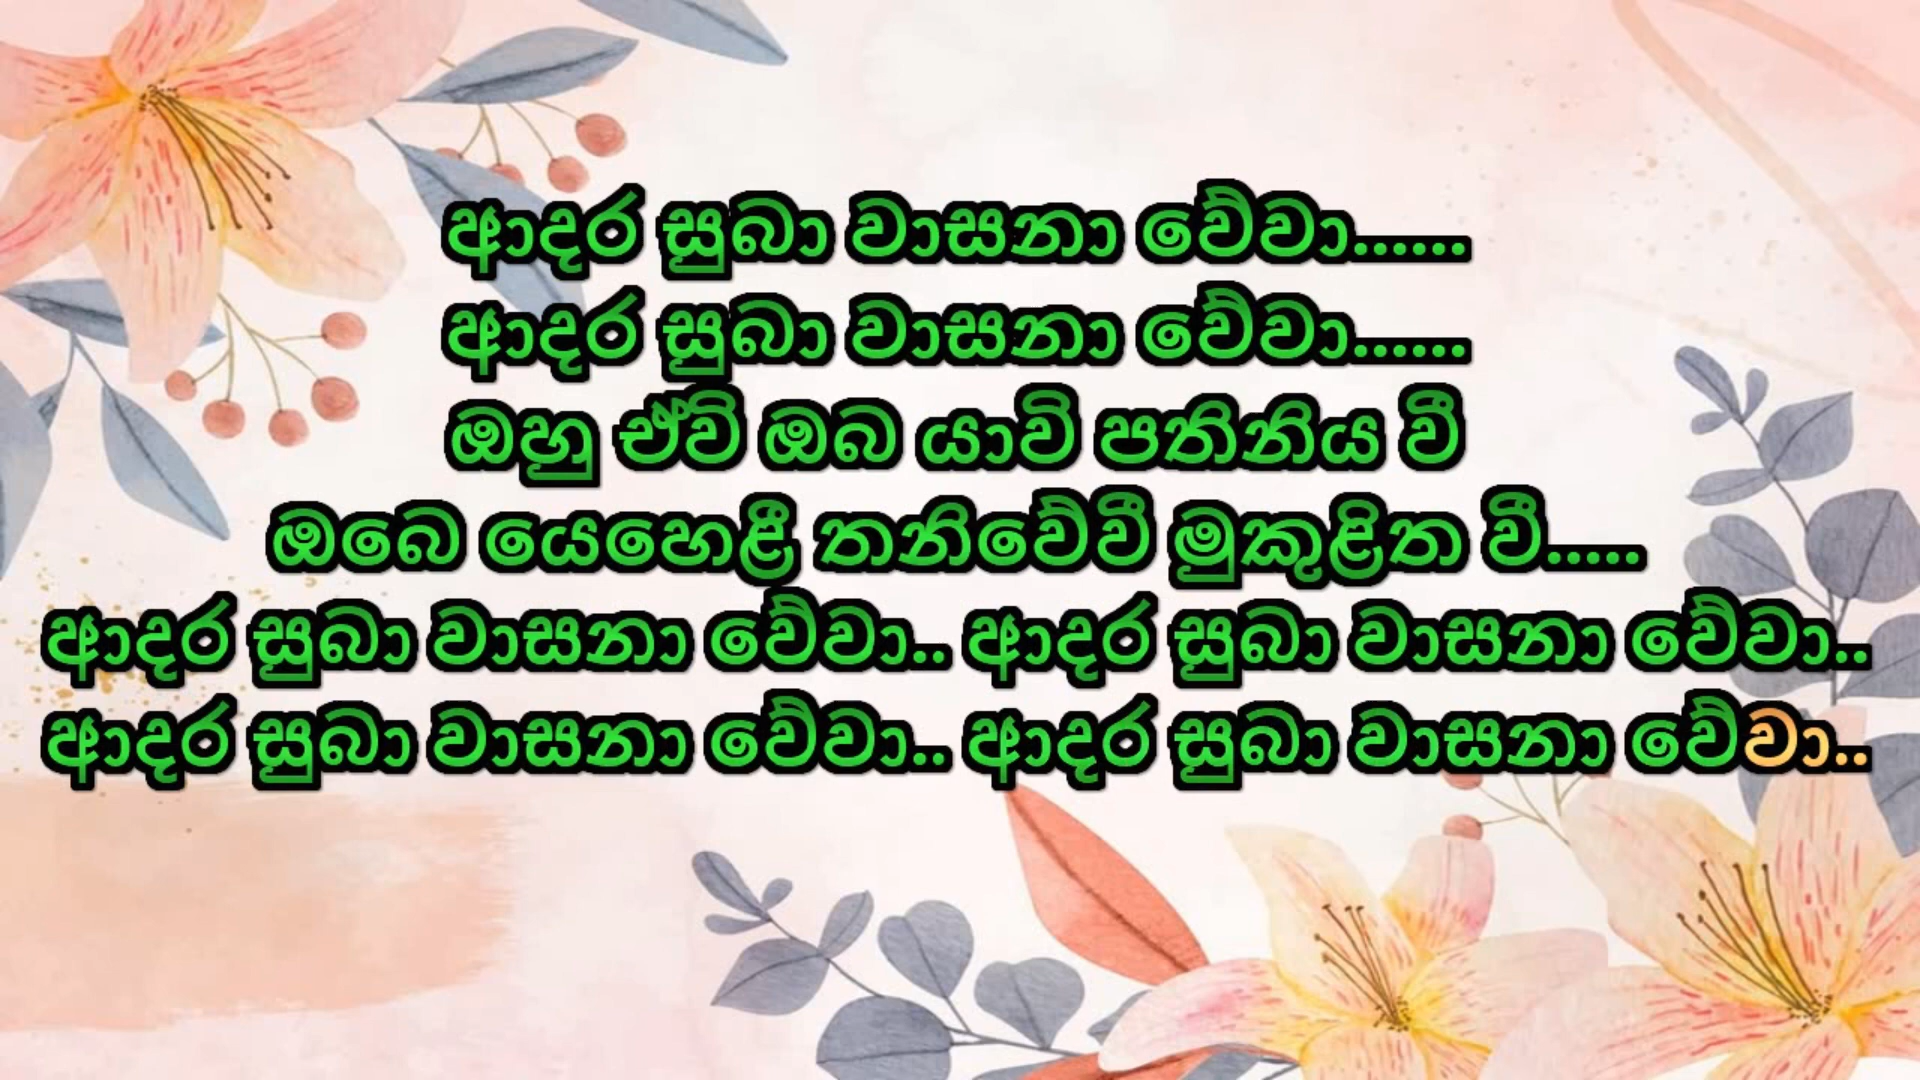 ආදර සුබා වාසනා වේවා......
ආදර සුබා වාසනා වේවා......
ඔහු ඒවි ඔබ යාවි පතිනිය වී
ඔබෙ යෙහෙළී තනිවේවී මුකුළිත වී.....
ආදර සුබා වාසනා වේවා.. ආදර සුබා වාසනා වේවා..
ආදර සුබා වාසනා වේවා.. ආදර සුබා වාසනා වේවා..